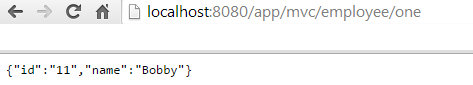 localhost:8080/app/mvc/employee/one
{"id":"11","name":"Bobby"}